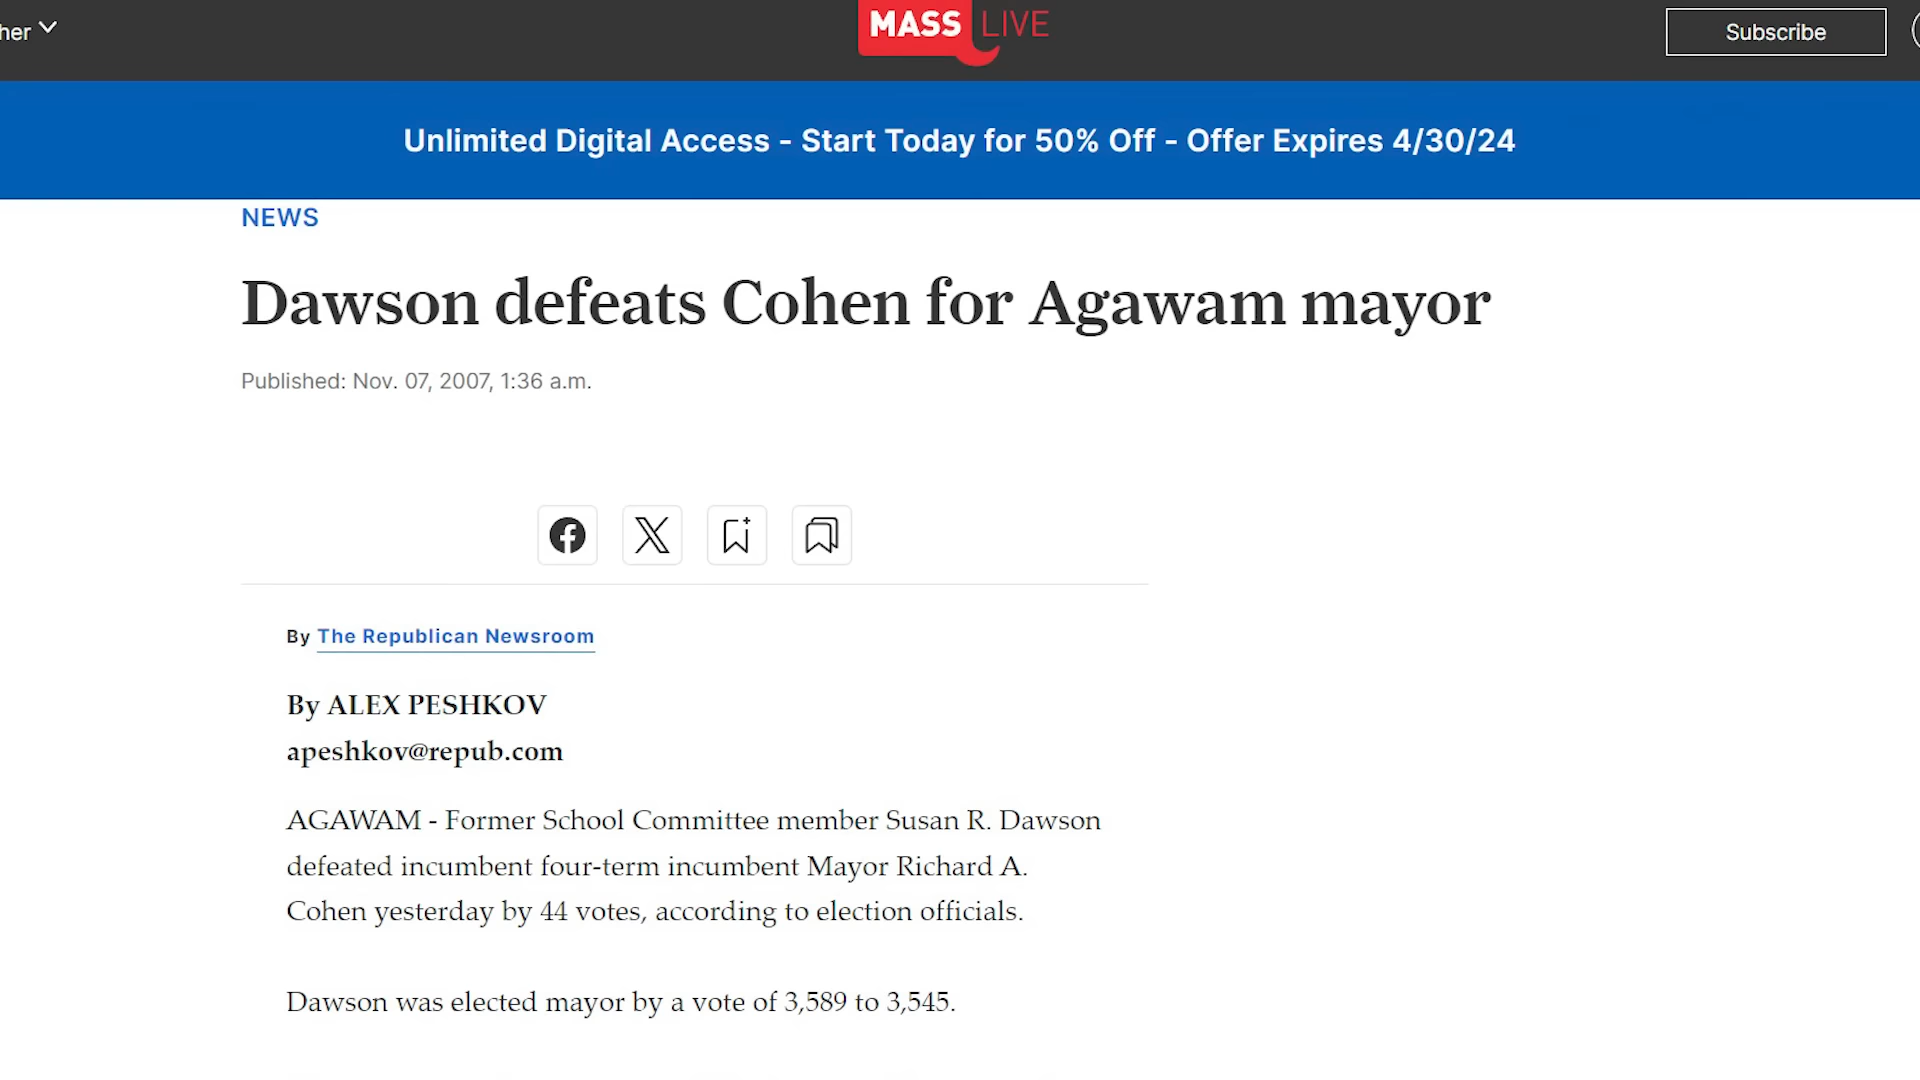 her
MASS LIVE
Subscribe
Unlimited Digital Access - Start Today for 50% Off - Offer Expires 4/30/24
NEWS
Dawson defeats Cohen for Agawam mayor
Published: Nov. 07, 2007, 1:36 a.m.
By The Republican Newsroom
By ALEX PESHKOV
apeshkov@repub.com
AGAWAM - Former School Committee member Susan R. Dawson
defeated incumbent four-term incumbent Mayor Richard A.
Cohen yesterday by 44 votes, according to election officials.
Dawson was elected mayor by a vote of 3,589 to 3,545.